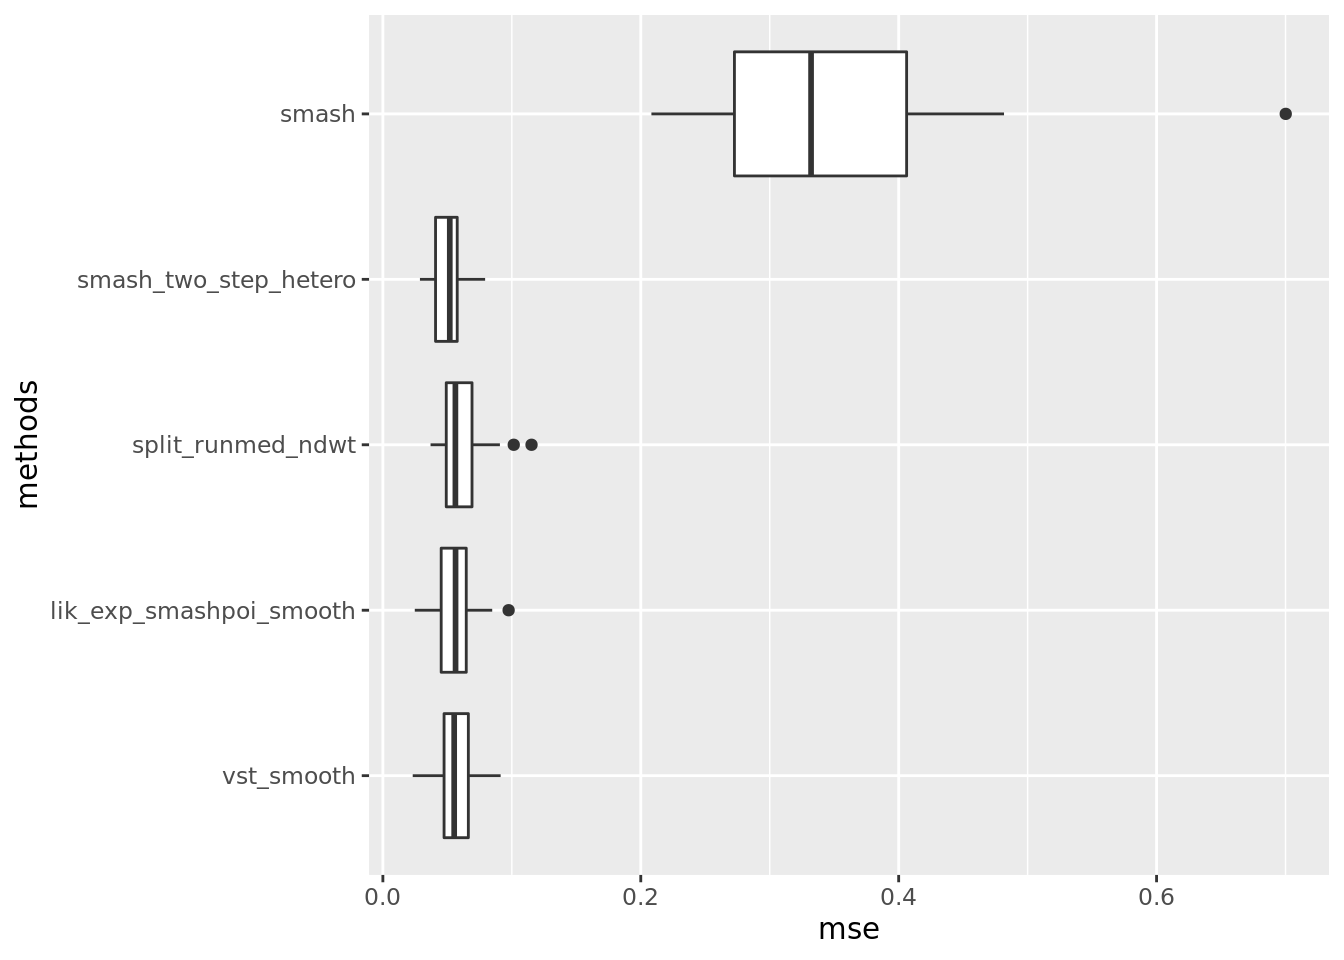 smash
smash_two_step_hetero
split_runmed_ndwt
lik_exp_smashpoi_smooth
vst_smooth
methods
0.0 0.2 0.4 0.6
mse